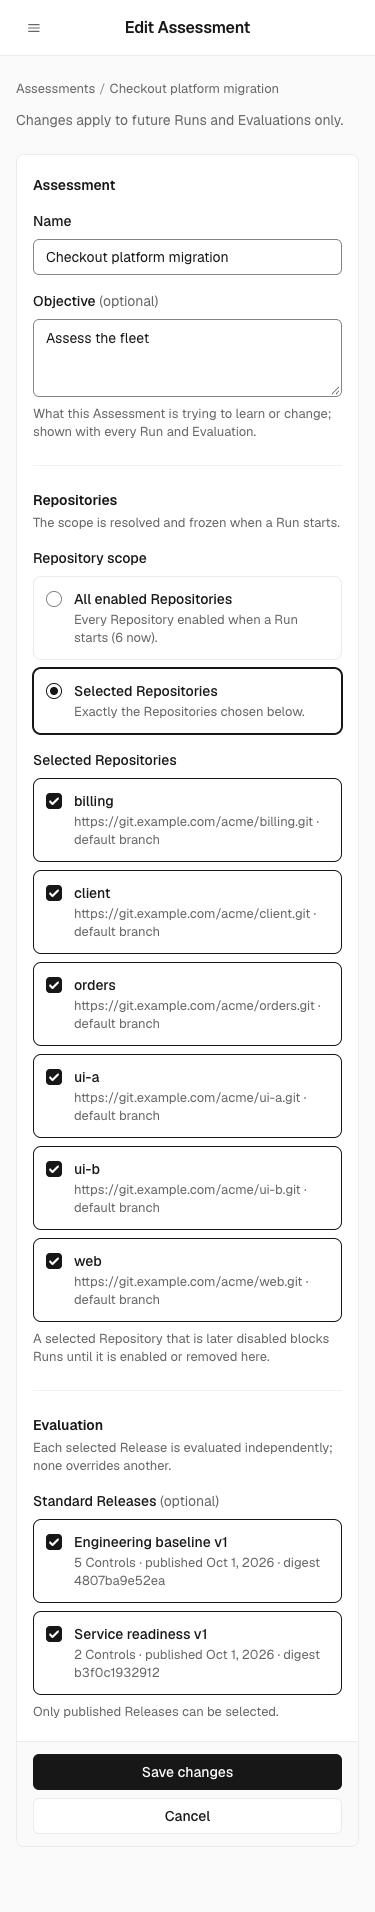 Edit Assessment
Assessments / Checkout platform migration
Changes apply to future Runs and Evaluations only.
Assessment
Name
Checkout platform migration
Objective (optional)
Assess the fleet
What this Assessment is trying to learn or change;
shown with every Run and Evaluation.
Repositories
The scope is resolved and frozen when a Run starts.
Repository scope
All enabled Repositories
Every Repository enabled when a Run
starts (6 now).
Selected Repositories
Exactly the Repositories chosen below.
Selected Repositories
billing
https://git.example.com/acme/billing.git ·
default branch
client
https://git.example.com/acme/client.git ·
default branch
orders
https://git.example.com/acme/orders.git ·
default branch
ui-a
https://git.example.com/acme/ui-a.git ·
default branch
ui-b
https://git.example.com/acme/ui-b.git ·
default branch
web
https://git.example.com/acme/web.git ·
default branch
A selected Repository that is later disabled blocks
Runs until it is enabled or removed here.
Evaluation
Each selected Release is evaluated independently;
none overrides another.
Standard Releases (optional)
Engineering baseline v1
5 Controls · published Oct 1, 2026 · digest
4807ba9e52ea
Service readiness v1
2 Controls · published Oct 1, 2026 · digest
b3f0c1932912
Only published Releases can be selected.
Save changes
Cancel